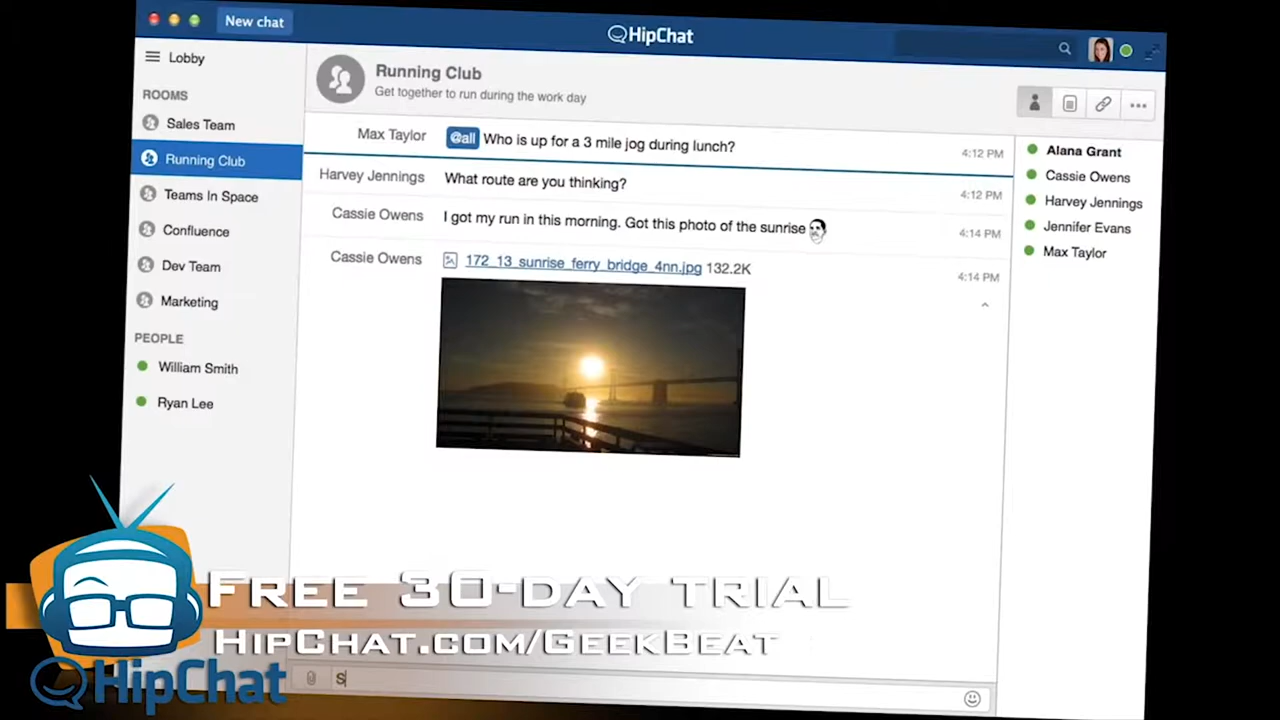 New chat
HipChat
Lobby
ROOMS
Sales Team
Running Club
Teams In Space
Confluence
Dev Team
Marketing
PEOPLE
William Smith
Ryan Lee
Running Club
Get together to run during the work day
Max Taylor @all Who is up for a 3 mile jog during lunch? 4:12 PM
Harvey Jennings What route are you thinking? 4:12 PM
Cassie Owens I got my run in this morning. Got this photo of the sunrise 4:14 PM
Cassie Owens 172_13_sunrise_ferry_bridge_4nn.jpg 132.2K 4:14 PM
Alana Grant
Cassie Owens
Harvey Jennings
Jennifer Evans
Max Taylor
Free 30-day trial
HipChat.com/GeekBeat
HipChat
S